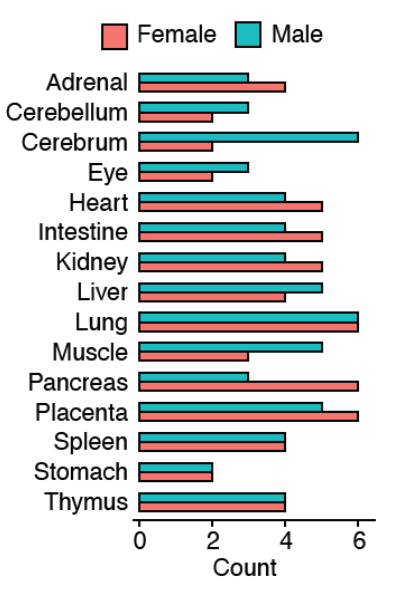 Female Male
Adrenal
Cerebellum
Cerebrum
Eye
Heart
Intestine
Kidney
Liver
Lung
Muscle
Pancreas
Placenta
Spleen
Stomach
Thymus
0 2 4 6
Count